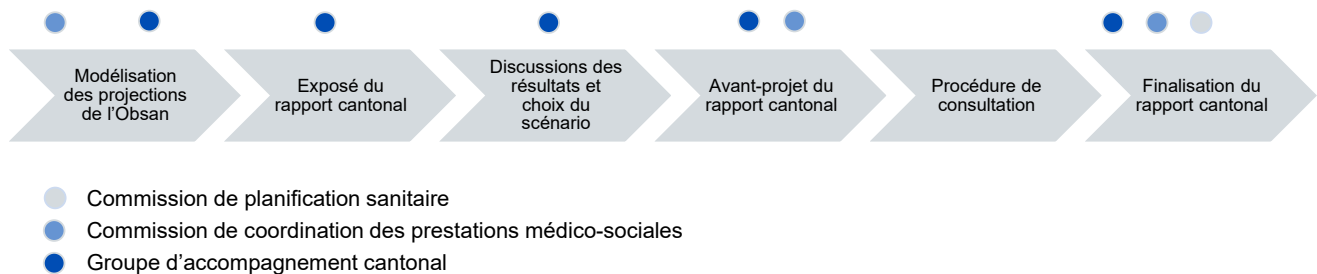 Modélisation
des projections
de l'Obsan
Exposé du
rapport cantonal
Discussions des
résultats et
choix du
scénario
Avant-projet du
rapport cantonal
Procédure de
consultation
Finalisation du
rapport cantonal
Commission de planification sanitaire
Commission de coordination des prestations médico-sociales
Groupe d'accompagnement cantonal